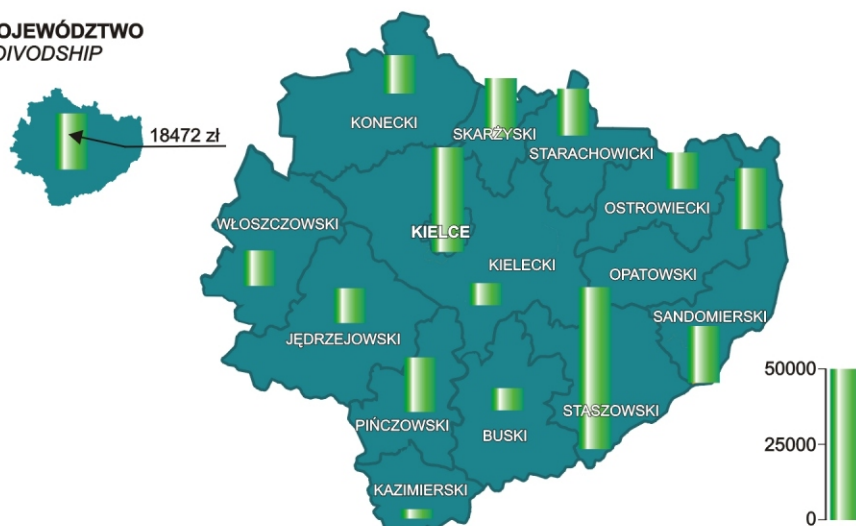 OJEWÓDZTWO
OIVODSHIP
18472 zł
KONECKI
SKARŻYSKI
STARACHOWICKI
OSTROWIECKI
WŁOSZCZOWSKI
KIELCE
KIELECKI
OPATOWSKI
SANDOMIERSKI
JĘDRZEJOWSKI
PIŃCZOWSKI
BUSKI
STASZOWSKI
KAZIMIERSKI
50000
25000
0